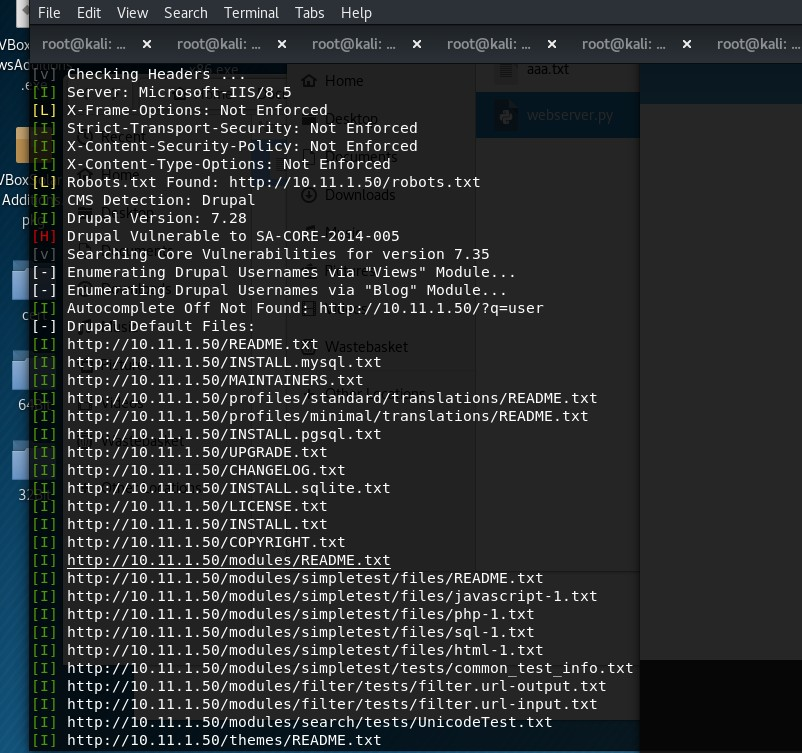 File Edit View Search Terminal Tabs Help
root@kali: ... × root@kali: ... × root@kali: ... × root@kali: ... × root@kali: ... × root@kali: ...
[v] Checking Headers ...
[I] Server: Microsoft-IIS/8.5
[L] X-Frame-Options: Not Enforced
[I] Strict-Transport-Security: Not Enforced
[I] X-Content-Security-Policy: Not Enforced
[I] X-Content-Type-Options: Not Enforced
[L] Robots.txt Found: http://10.11.1.50/robots.txt
[I] CMS Detection: Drupal
[I] Drupal Version: 7.28
[H] Drupal Vulnerable to SA-CORE-2014-005
[v] Searching Core Vulnerabilities for version 7.35
[-] Enumerating Drupal Usernames via "Views" Module...
[-] Enumerating Drupal Usernames via "Blog" Module...
[I] Autocomplete Off Not Found: http://10.11.1.50/?q=user
[-] Drupal Default Files:
[I] http://10.11.1.50/README.txt
[I] http://10.11.1.50/INSTALL.mysql.txt
[I] http://10.11.1.50/MAINTAINERS.txt
[I] http://10.11.1.50/profiles/standard/translations/README.txt
[I] http://10.11.1.50/profiles/minimal/translations/README.txt
[I] http://10.11.1.50/INSTALL.pgsql.txt
[I] http://10.11.1.50/UPGRADE.txt
[I] http://10.11.1.50/CHANGELOG.txt
[I] http://10.11.1.50/INSTALL.sqlite.txt
[I] http://10.11.1.50/LICENSE.txt
[I] http://10.11.1.50/INSTALL.txt
[I] http://10.11.1.50/COPYRIGHT.txt
[I] http://10.11.1.50/modules/README.txt
[I] http://10.11.1.50/modules/simpletest/files/README.txt
[I] http://10.11.1.50/modules/simpletest/files/javascript-1.txt
[I] http://10.11.1.50/modules/simpletest/files/php-1.txt
[I] http://10.11.1.50/modules/simpletest/files/sql-1.txt
[I] http://10.11.1.50/modules/simpletest/files/html-1.txt
[I] http://10.11.1.50/modules/simpletest/tests/common_test_info.txt
[I] http://10.11.1.50/modules/filter/tests/filter.url-output.txt
[I] http://10.11.1.50/modules/filter/tests/filter.url-input.txt
[I] http://10.11.1.50/modules/search/tests/UnicodeTest.txt
[I] http://10.11.1.50/themes/README.txt
Home
Desktop
Documents
Downloads
Wastebasket
Other Locations
aaa.txt
webserver.py